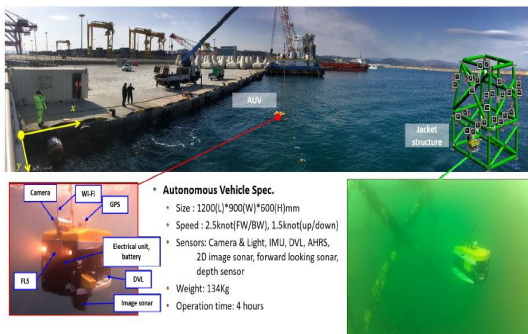 AUV
Jacket
structure
x
y
Camera
Wi-Fi
GPS
Electrical unit,
battery
FLS
DVL
Image sonar
• Autonomous Vehicle Spec.
• Size : 1200(L)*900(W)*600(H)mm
• Speed : 2.5knot(FW/BW), 1.5knot(up/down)
• Sensors: Camera & Light, IMU, DVL, AHRS,
2D image sonar, forward looking sonar,
depth sensor
• Weight: 134Kg
• Operation time: 4 hours